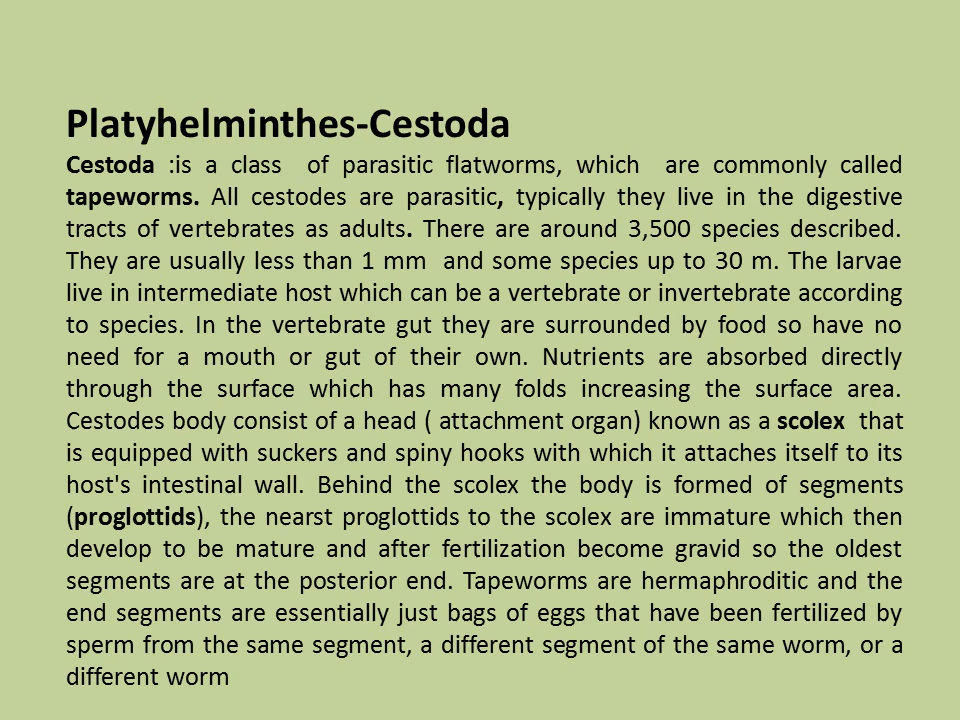 Platyhelminthes-Cestoda
Cestoda :is a class of parasitic flatworms, which are commonly called
tapeworms. All cestodes are parasitic, typically they live in the digestive
tracts of vertebrates as adults. There are around 3,500 species described.
They are usually less than 1 mm and some species up to 30 m. The larvae
live in intermediate host which can be a vertebrate or invertebrate according
to species. In the vertebrate gut they are surrounded by food so have no
need for a mouth or gut of their own. Nutrients are absorbed directly
through the surface which has many folds increasing the surface area.
Cestodes body consist of a head ( attachment organ) known as a scolex that
is equipped with suckers and spiny hooks with which it attaches itself to its
host's intestinal wall. Behind the scolex the body is formed of segments
(proglottids), the nearst proglottids to the scolex are immature which then
develop to be mature and after fertilization become gravid so the oldest
segments are at the posterior end. Tapeworms are hermaphroditic and the
end segments are essentially just bags of eggs that have been fertilized by
sperm from the same segment, a different segment of the same worm, or a
different worm